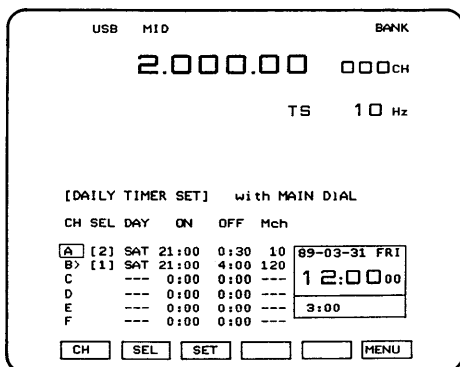 USB MID BANK
2.000.00 000CH
TS 10 Hz
[DAILY TIMER SET] with MAIN DIAL
CH SEL DAY ON OFF Mch
A [2] SAT 21:00 0:30 10
B> [1] SAT 21:00 4:00 120
C --- 0:00 0:00 ---
D --- 0:00 0:00 ---
E --- 0:00 0:00 ---
F --- 0:00 0:00 ---
89-03-31 FRI
12:00 00
3:00
CH SEL SET MENU